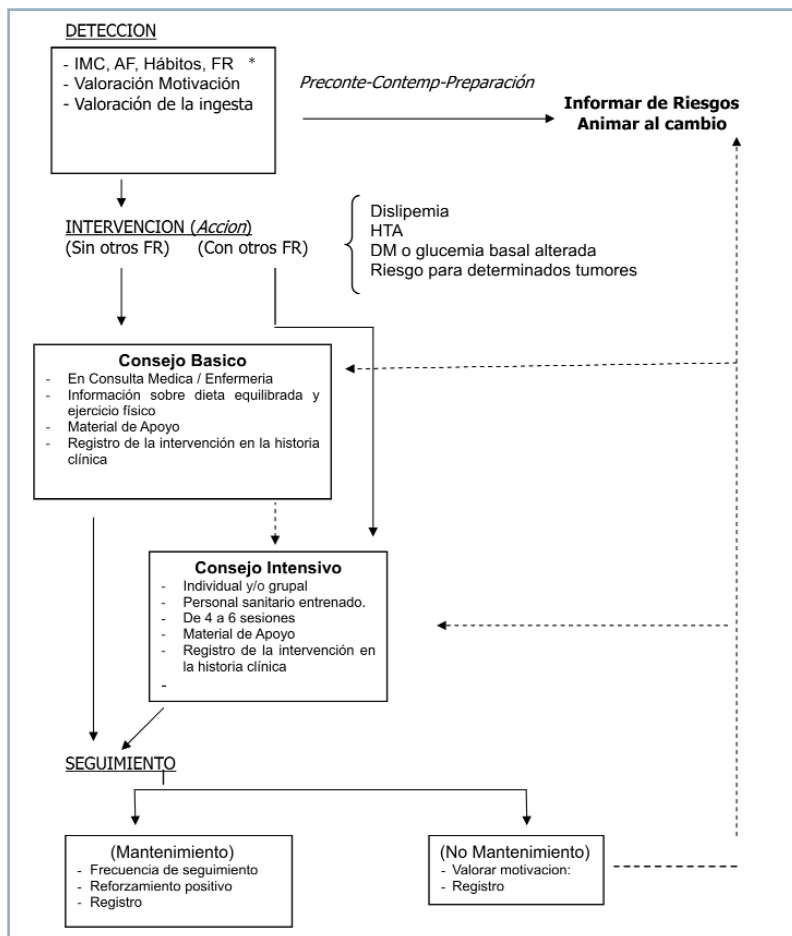 DETECCION
- IMC, AF, Hábitos, FR *
- Valoración Motivación
- Valoración de la ingesta
Preconte-Contemp-Preparación
Informar de Riesgos
Animar al cambio
INTERVENCION (Accion)
(Sin otros FR) (Con otros FR)
Dislipemia
HTA
DM o glucemia basal alterada
Riesgo para determinados tumores
Consejo Basico
- En Consulta Medica / Enfermeria
- Información sobre dieta equilibrada y
ejercicio físico
- Material de Apoyo
- Registro de la intervención en la historia
clínica
Consejo Intensivo
- Individual y/o grupal
- Personal sanitario entrenado.
- De 4 a 6 sesiones
- Material de Apoyo
- Registro de la intervención en
la historia clínica
-
SEGUIMIENTO
(Mantenimiento)
- Frecuencia de seguimiento
- Reforzamiento positivo
- Registro
(No Mantenimiento)
- Valorar motivacion:
- Registro